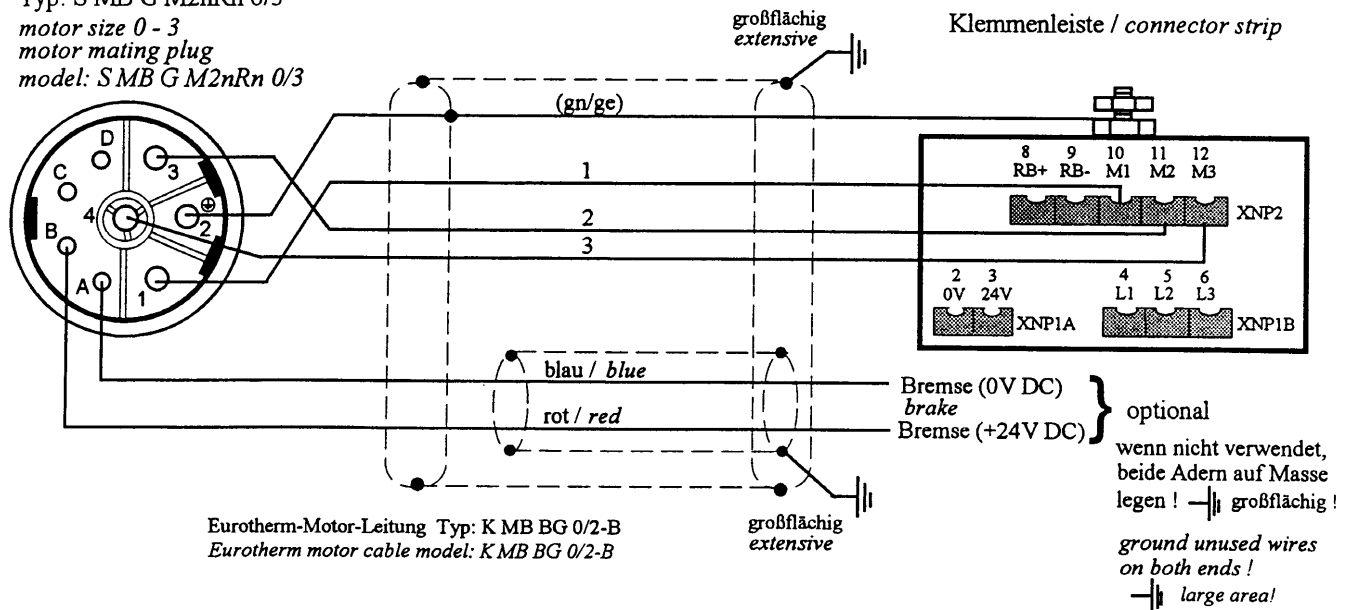 Typ: S MB G M2nRn 0/3
motor size 0 - 3
motor mating plug
model: S MB G M2nRn 0/3
großflächig
extensive
Klemmenleiste / connector strip
(gn/ge)
D
C
B
A
3
4
2
1
1
2
3
8 9 10 11 12
RB+ RB- M1 M2 M3
XNP2
2 3
0V 24V
XNP1A
4 5 6
L1 L2 L3
XNP1B
blau / blue
rot / red
Bremse (0V DC)
brake
Bremse (+24V DC)
optional
wenn nicht verwendet,
beide Adern auf Masse
legen ! großflächig !
ground unused wires
on both ends !
large area!
großflächig
extensive
Eurotherm-Motor-Leitung Typ: K MB BG 0/2-B
Eurotherm motor cable model: K MB BG 0/2-B